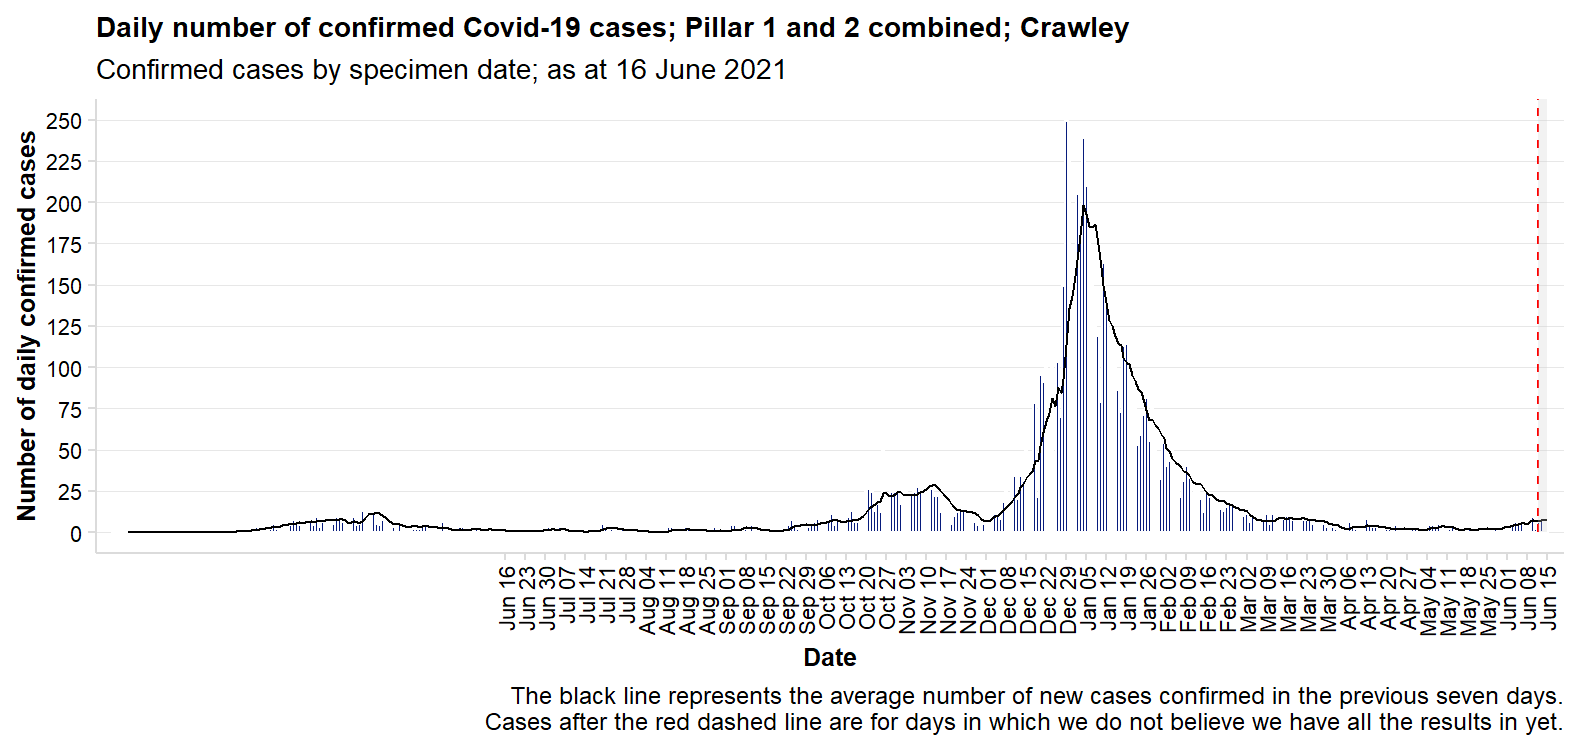 Daily number of confirmed Covid-19 cases; Pillar 1 and 2 combined; Crawley
Confirmed cases by specimen date; as at 16 June 2021
Number of daily confirmed cases
250
225
200
175
150
125
100
75
50
25
0
Jun 16
Jun 23
Jun 30
Jul 07
Jul 14
Jul 21
Jul 28
Aug 04
Aug 11
Aug 18
Aug 25
Sep 01
Sep 08
Sep 15
Sep 22
Sep 29
Oct 06
Oct 13
Oct 20
Oct 27
Nov 03
Nov 10
Nov 17
Nov 24
Dec 01
Dec 08
Dec 15
Dec 22
Dec 29
Jan 05
Jan 12
Jan 19
Jan 26
Feb 02
Feb 09
Feb 16
Feb 23
Mar 02
Mar 09
Mar 16
Mar 23
Mar 30
Apr 06
Apr 13
Apr 20
Apr 27
May 04
May 11
May 18
May 25
Jun 01
Jun 08
Jun 15
Date
The black line represents the average number of new cases confirmed in the previous seven days.
Cases after the red dashed line are for days in which we do not believe we have all the results in yet.